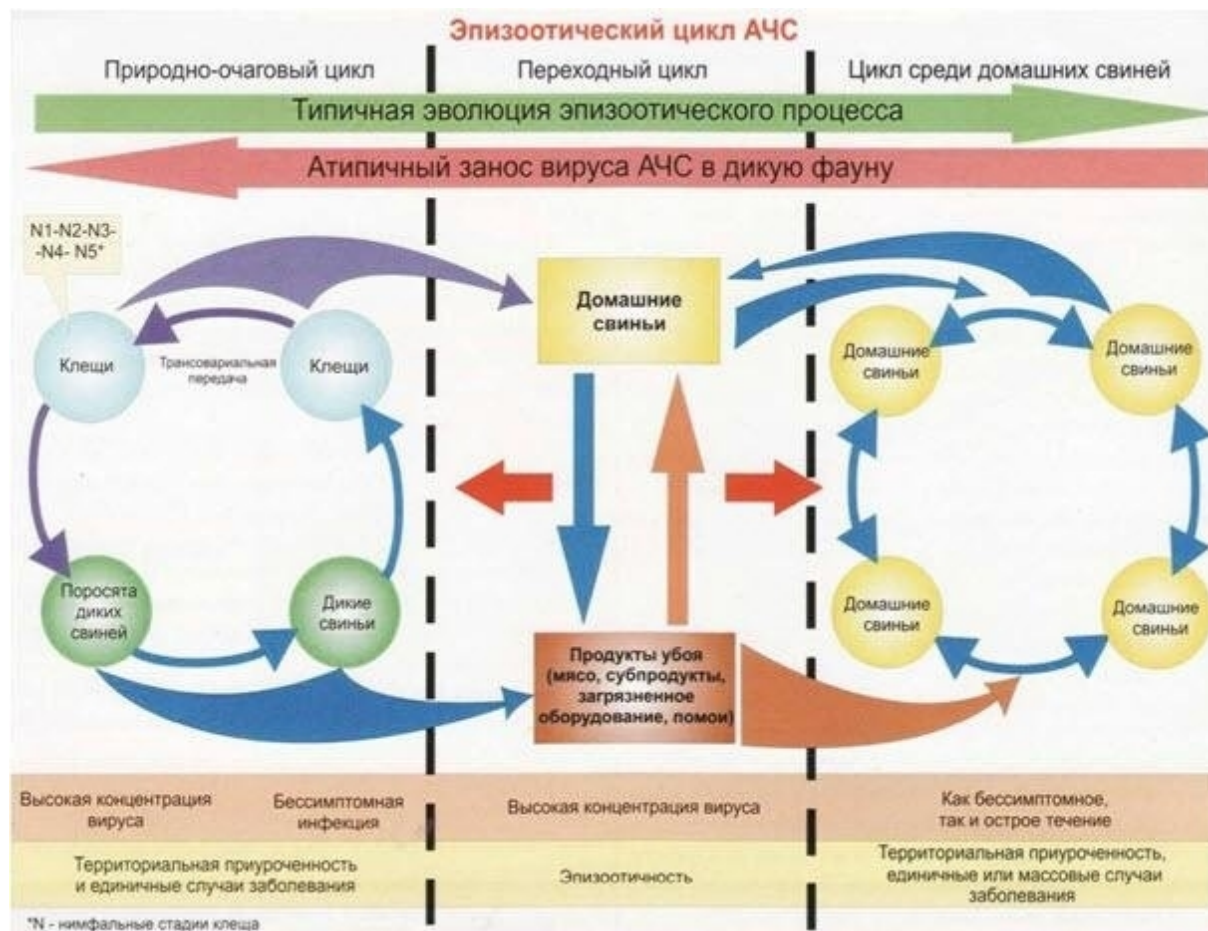 Эпизоотический цикл АЧС
Природно-очаговый цикл
Переходный цикл
Цикл среди домашних свиней
Типичная эволюция эпизоотического процесса
Атипичный занос вируса АЧС в дикую фауну
N1-N2-N3-
-N4- N5*
Клещи
Трансовариальная
передача
Клещи
Домашние
свиньи
Домашние
свиньи
Домашние
свиньи
Поросята
диких
свиней
Дикие
свиньи
Продукты убоя
(мясо, субпродукты,
загрязненное
оборудование, помои)
Домашние
свиньи
Домашние
свиньи
Высокая концентрация
вируса
Бессимптомная
инфекция
Высокая концентрация вируса
Как бессимптомное,
так и острое течение
Территориальная приуроченность
и единичные случаи заболевания
Эпизоотичность
Территориальная приуроченность,
единичные или массовые случаи
заболевания
*N - нимфальные стадии клеща